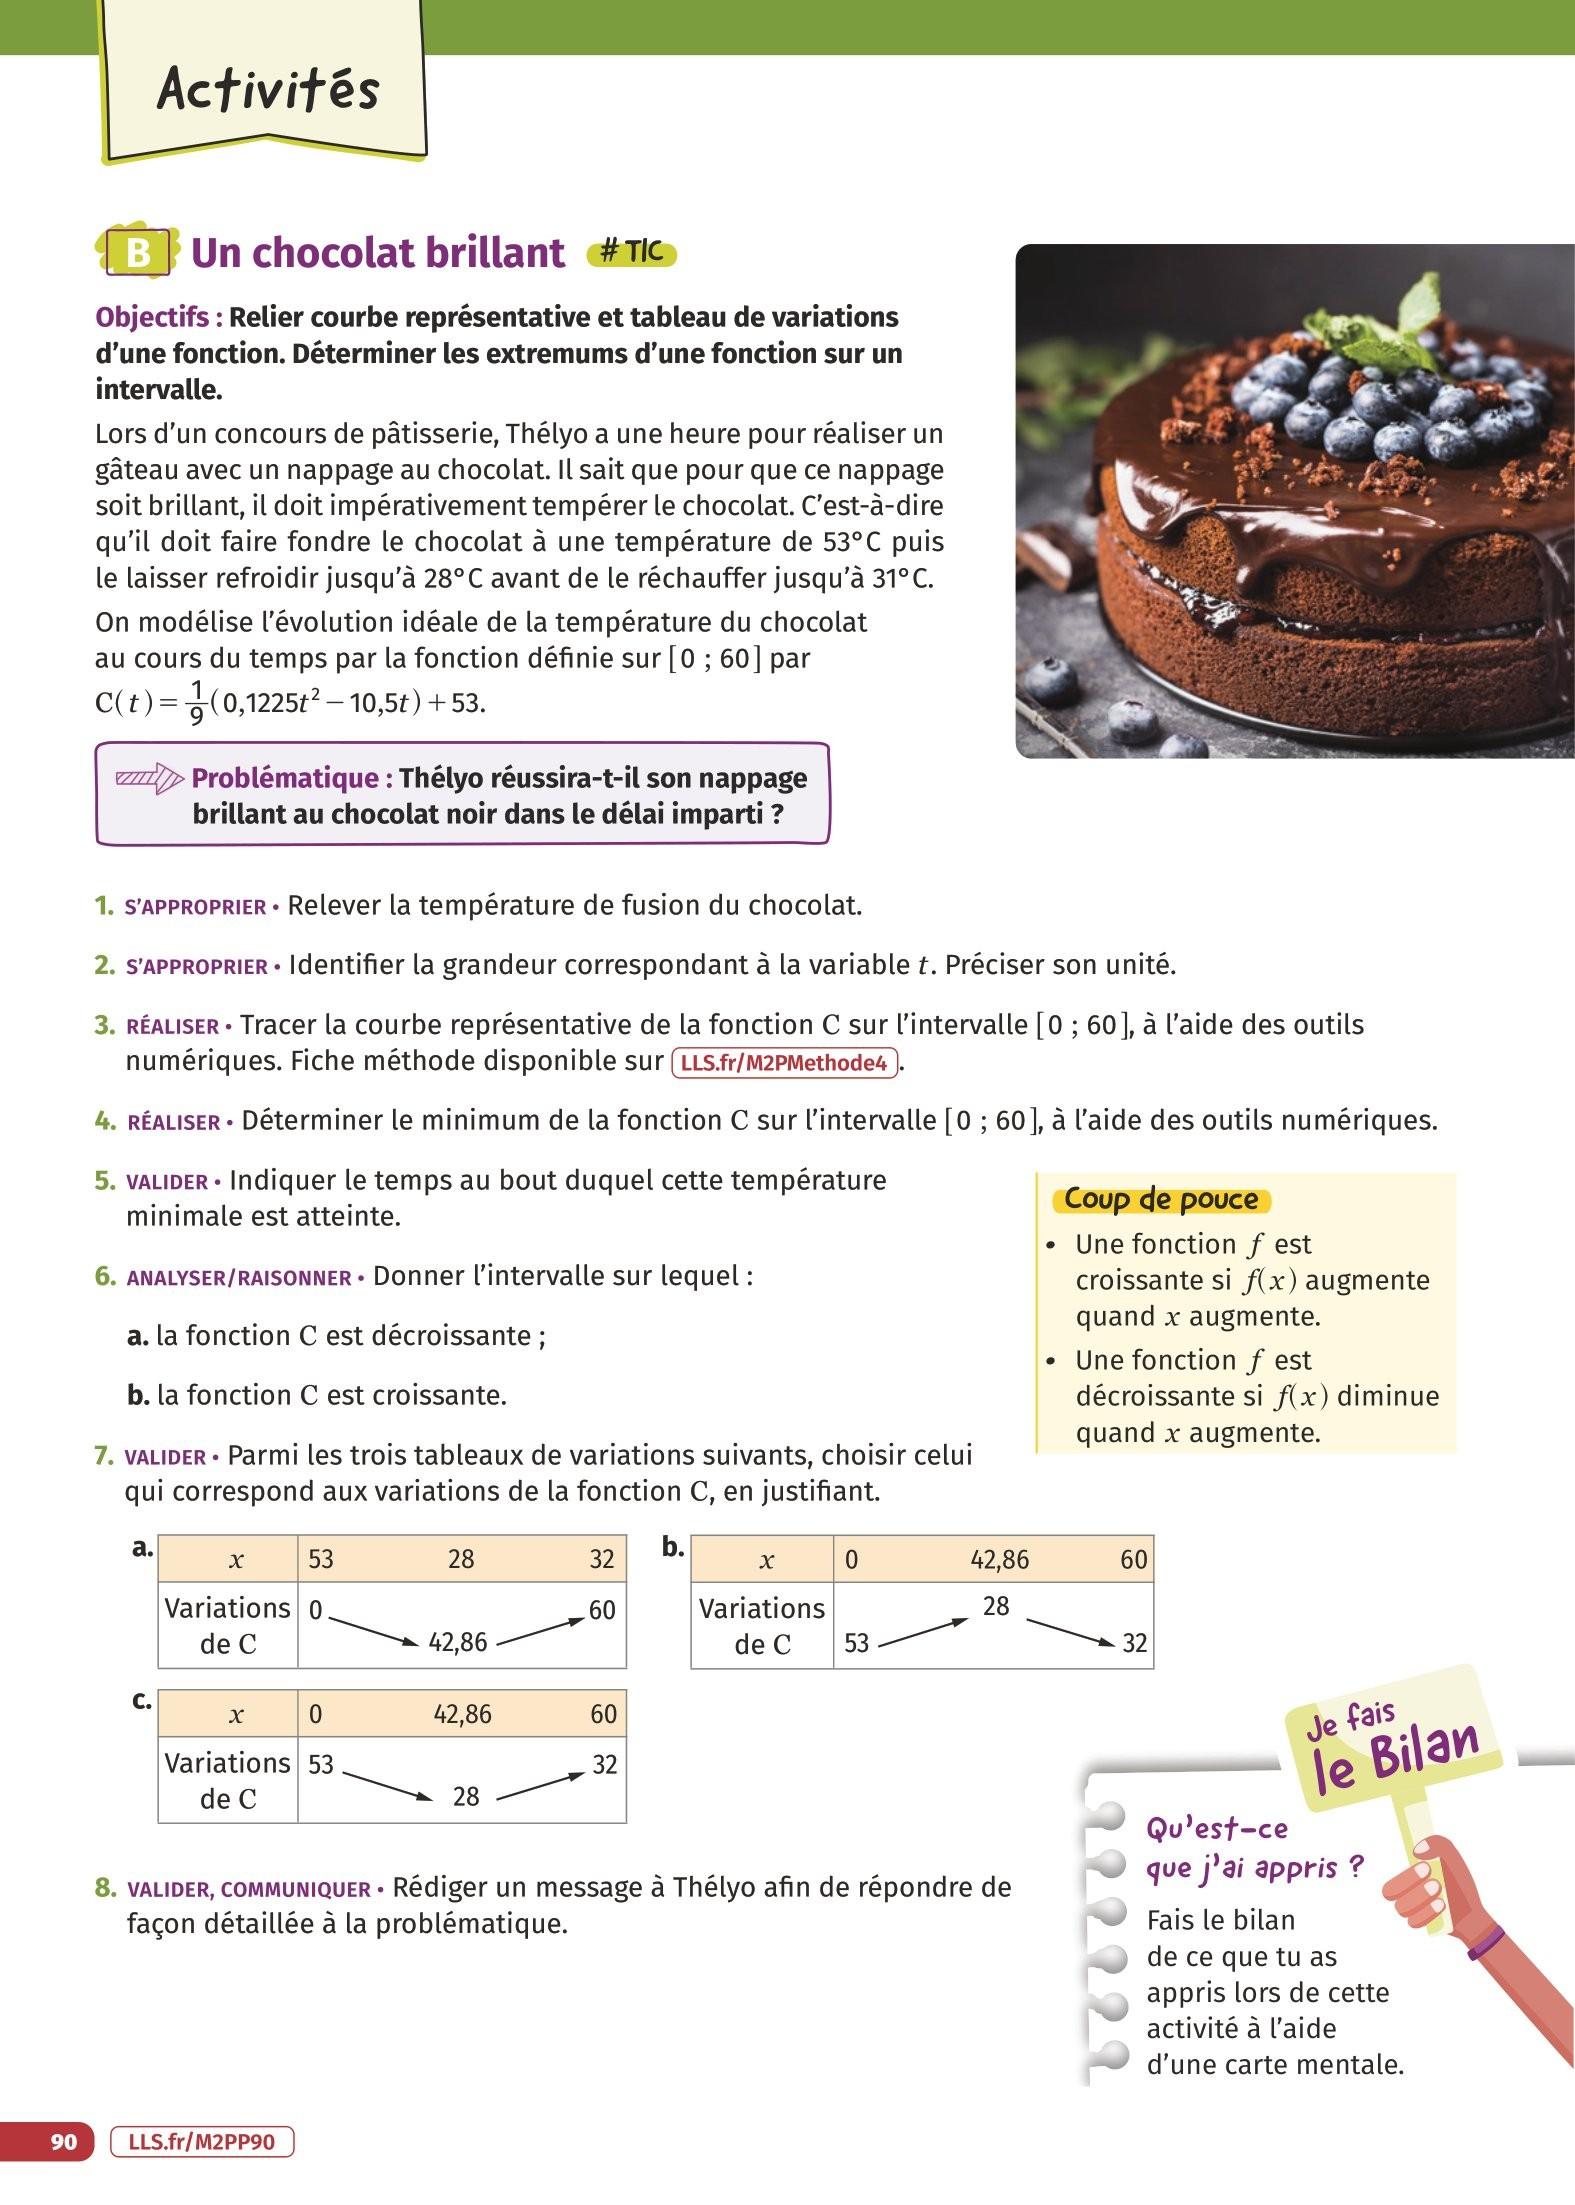 Activités
B Un chocolat brillant # TIC
Objectifs : Relier courbe représentative et tableau de variations
d'une fonction. Déterminer les extremums d'une fonction sur un
intervalle.
Lors d'un concours de pâtisserie, Thélyo a une heure pour réaliser un
gâteau avec un nappage au chocolat. Il sait que pour que ce nappage
soit brillant, il doit impérativement tempérer le chocolat. C'est-à-dire
qu'il doit faire fondre le chocolat à une température de 53°C puis
le laisser refroidir jusqu'à 28°C avant de le réchauffer jusqu'à 31°C.
On modélise l'évolution idéale de la température du chocolat
au cours du temps par la fonction définie sur [0 ; 60] par
C(t) = 1/9 (0,1225t² − 10,5t) + 53.
Problématique : Thélyo réussira-t-il son nappage
brillant au chocolat noir dans le délai imparti ?
1. S'APPROPRIER • Relever la température de fusion du chocolat.
2. S'APPROPRIER • Identifier la grandeur correspondant à la variable t. Préciser son unité.
3. RÉALISER • Tracer la courbe représentative de la fonction C sur l'intervalle [0 ; 60], à l'aide des outils
numériques. Fiche méthode disponible sur LLS.fr/M2PMethode4.
4. RÉALISER • Déterminer le minimum de la fonction C sur l'intervalle [0 ; 60], à l'aide des outils numériques.
5. VALIDER • Indiquer le temps au bout duquel cette température
minimale est atteinte.
6. ANALYSER/RAISONNER • Donner l'intervalle sur lequel :
a. la fonction C est décroissante ;
b. la fonction C est croissante.
Coup de pouce
• Une fonction f est
croissante si f(x) augmente
quand x augmente.
• Une fonction f est
décroissante si f(x) diminue
quand x augmente.
7. VALIDER • Parmi les trois tableaux de variations suivants, choisir celui
qui correspond aux variations de la fonction C, en justifiant.
a.
x 53 28 32
Variations
de C
0 42,86 60
b.
x 0 42,86 60
Variations
de C
53 28 32
c.
x 0 42,86 60
Variations
de C
53 28 32
8. VALIDER, COMMUNIQUER • Rédiger un message à Thélyo afin de répondre de
façon détaillée à la problématique.
Je fais
le Bilan
Qu'est-ce
que j'ai appris ?
Fais le bilan
de ce que tu as
appris lors de cette
activité à l'aide
d'une carte mentale.
90 LLS.fr/M2PP90